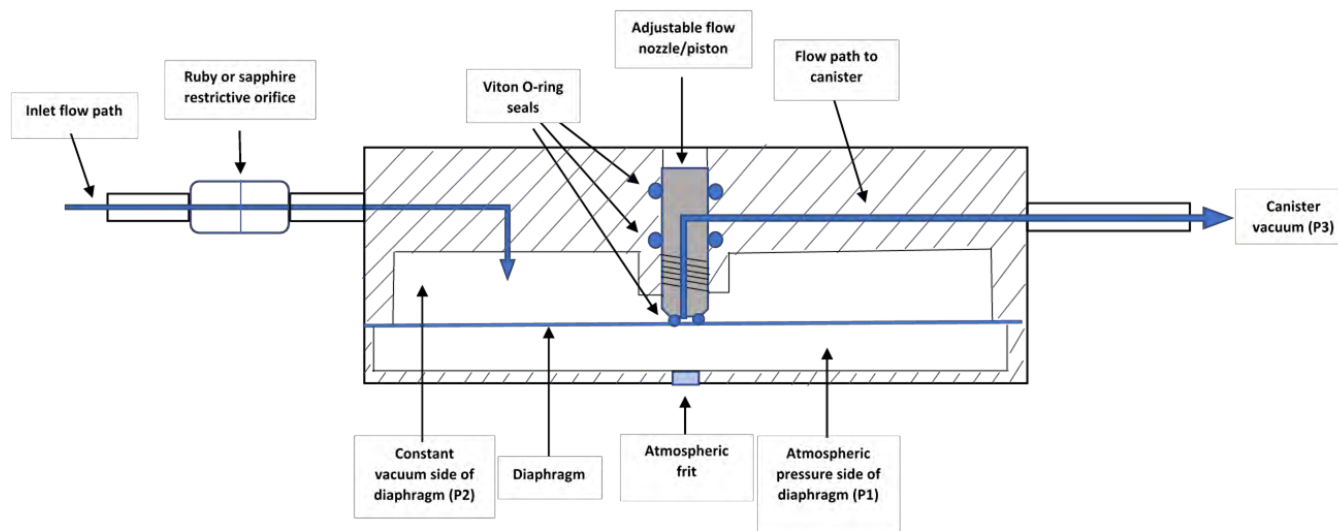 Adjustable flow
nozzle/piston
Ruby or sapphire
restrictive orifice
Flow path to
canister
Viton O-ring
seals
Inlet flow path
Canister
vacuum (P3)
Constant
vacuum side of
diaphragm (P2)
Diaphragm
Atmospheric
frit
Atmospheric
pressure side of
diaphragm (P1)